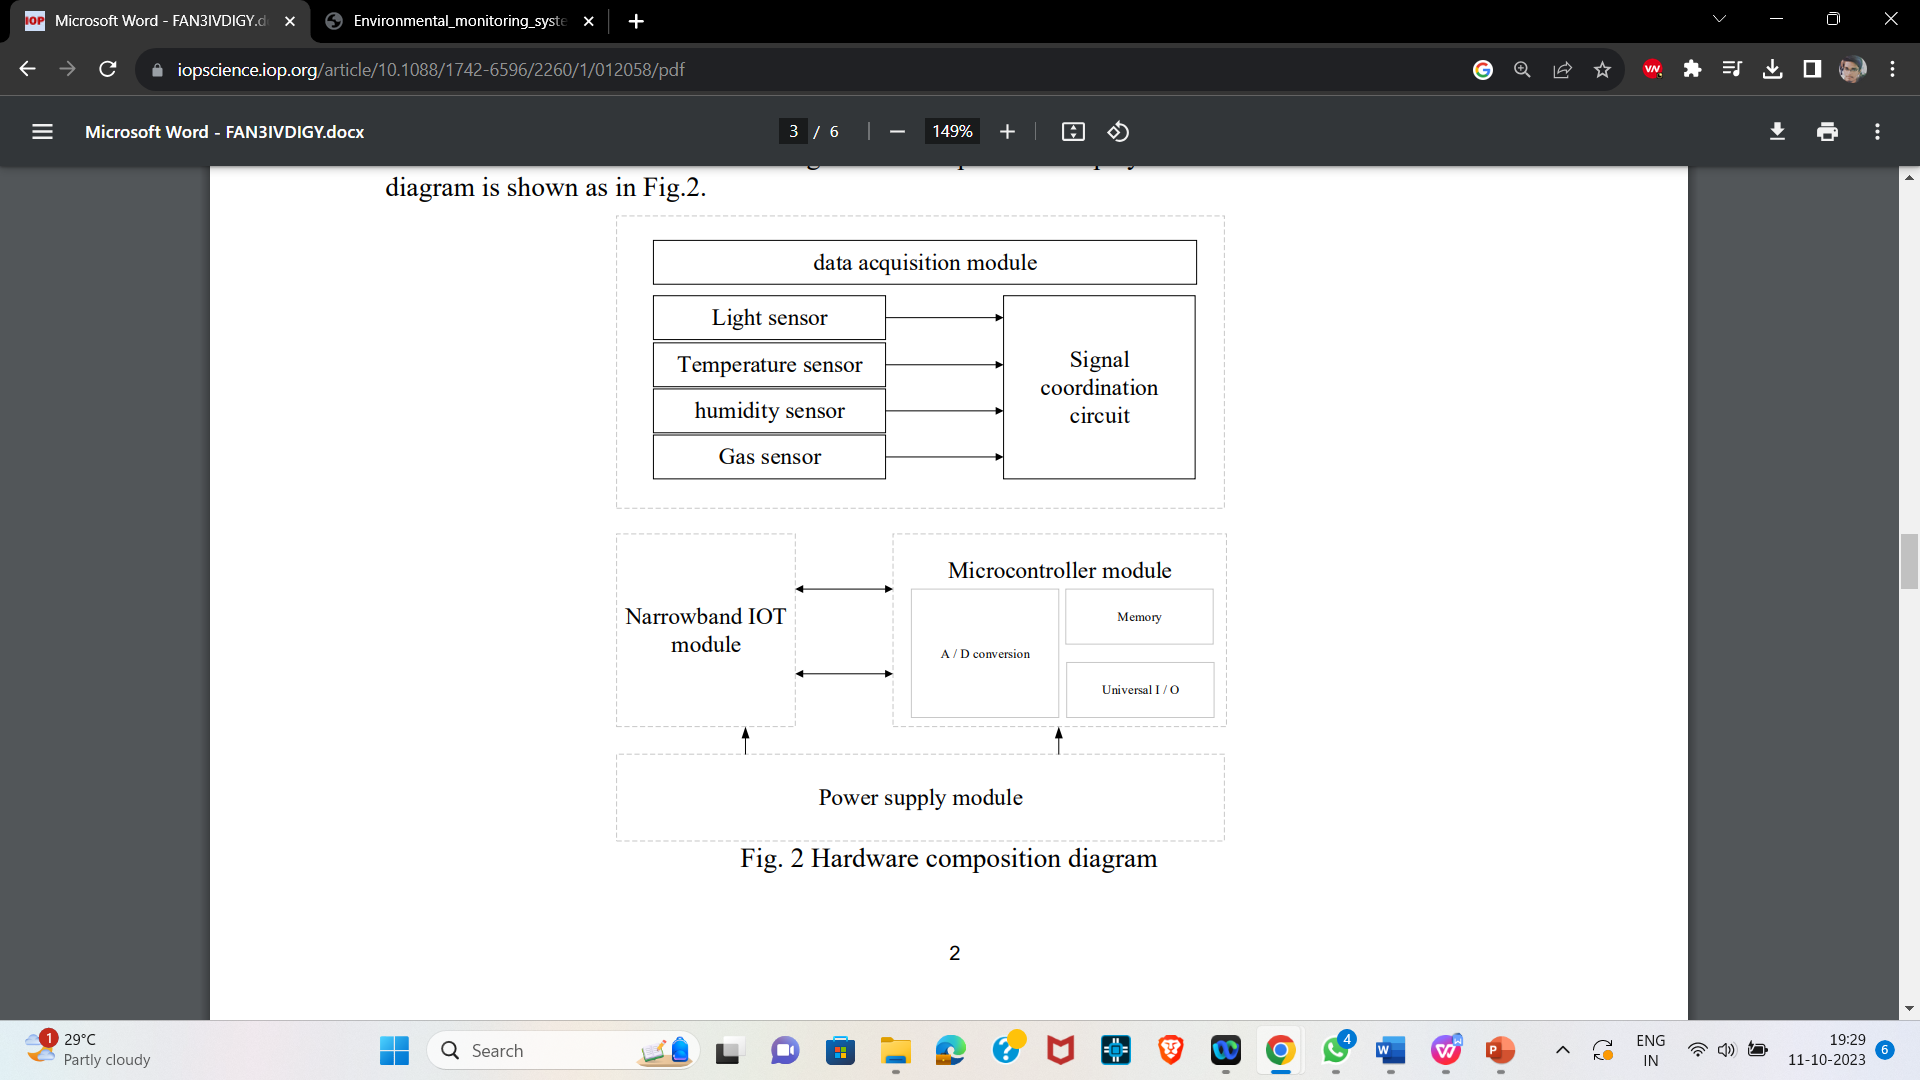 Microsoft Word - FAN3IVDIGY.d
Environmental_monitoring_syste
iopscience.iop.org/article/10.1088/1742-6596/2260/1/012058/pdf
Microsoft Word - FAN3IVDIGY.docx
3 / 6
149%
diagram is shown as in Fig.2.
data acquisition module
Light sensor
Temperature sensor
humidity sensor
Gas sensor
Signal
coordination
circuit
Narrowband IOT
module
Microcontroller module
A / D conversion
Memory
Universal I / O
Power supply module
Fig. 2 Hardware composition diagram
2
1
29°C
Partly cloudy
Search
4
ENG
IN
19:29
11-10-2023
6